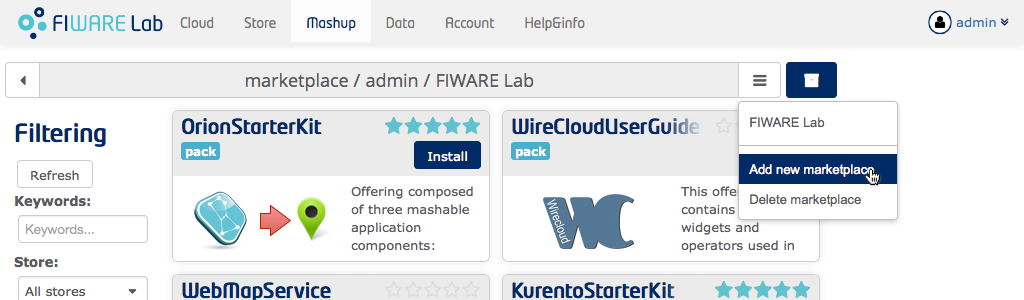 FIWARE Lab Cloud Store Mashup Data Account Help&info admin
marketplace / admin / FIWARE Lab
FIWARE Lab
Add new marketplace
Delete marketplace
Filtering
Refresh
Keywords:
Keywords...
Store:
All stores
OrionStarterKit
pack
Install
Offering composed
of three mashable
application
components:
WireCloudUserGuide
pack
Wirecloud
WC
This offe
contains
widgets and
operators used in
WebMapService
KurentoStarterKit